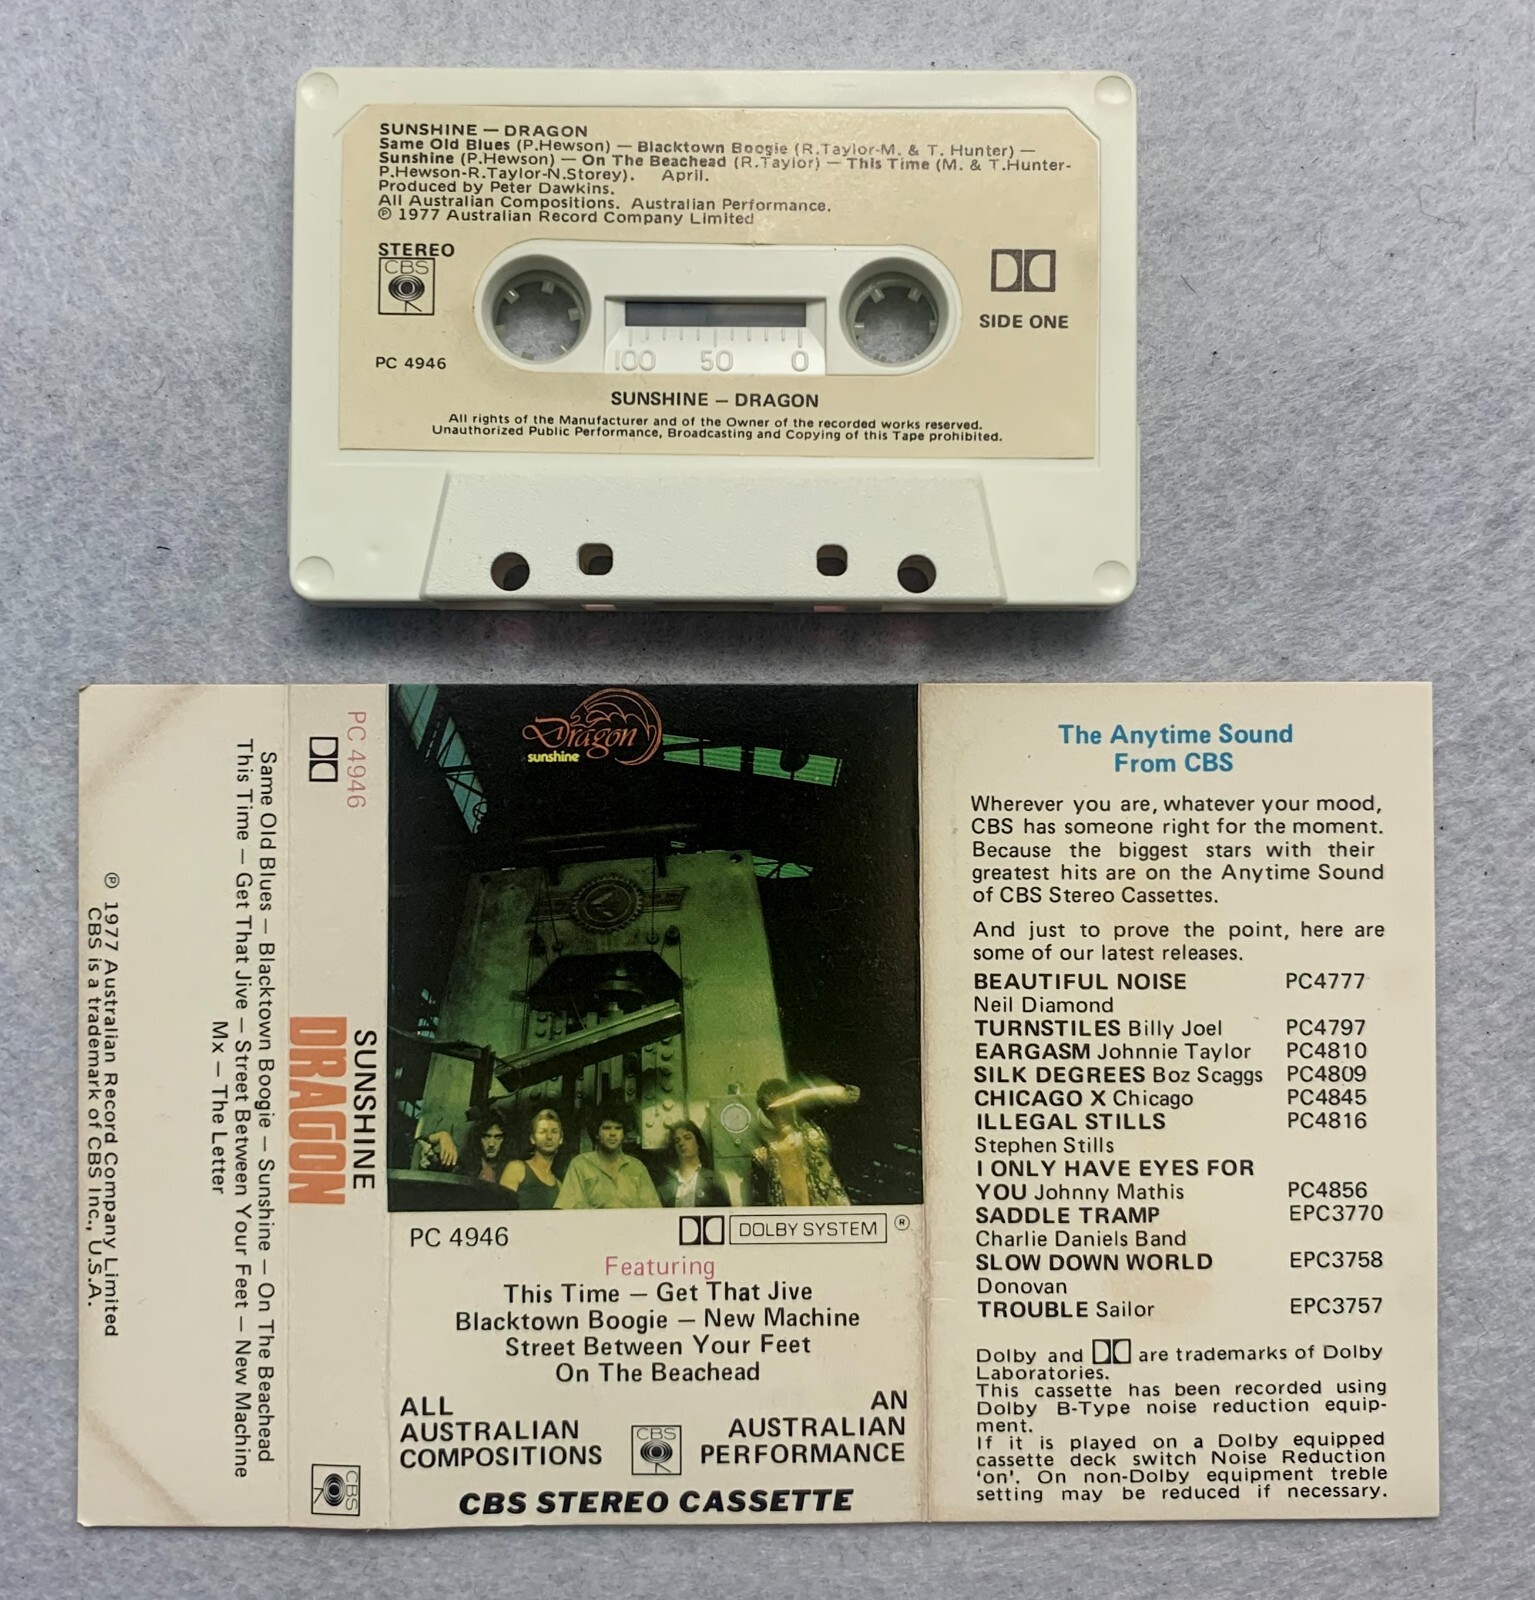 SUNSHINE — DRAGON
Same Old Blues (P.Hewson) — Blacktown Boogie (R.Taylor-M. & T. Hunter) —
Sunshine (P.Hewson) — On The Beachead (R.Taylor) — This Time (M. & T.Hunter-
P.Hewson-R.Taylor-N.Storey). April.
Produced by Peter Dawkins.
All Australian Compositions. Australian Performance.
℗ 1977 Australian Record Company Limited
STEREO
CBS
PC 4946
SIDE ONE
100 50 0
SUNSHINE — DRAGON
All rights of the Manufacturer and of the Owner of the recorded works reserved.
Unauthorized Public Performance, Broadcasting and Copying of this Tape prohibited.
℗ 1977 Australian Record Company Limited
CBS is a trademark of CBS Inc., U.S.A.
Same Old Blues — Blacktown Boogie — Sunshine — On The Beachead
This Time — Get That Jive — Street Between Your Feet — New Machine
Mx — The Letter
PC 4946
SUNSHINE
DRAGON
CBS
Dragon
sunshine
PC 4946
DOLBY SYSTEM ®
Featuring
This Time — Get That Jive
Blacktown Boogie — New Machine
Street Between Your Feet
On The Beachead
ALL
AUSTRALIAN
COMPOSITIONS
CBS
AN
AUSTRALIAN
PERFORMANCE
CBS STEREO CASSETTE
The Anytime Sound
From CBS
Wherever you are, whatever your mood,
CBS has someone right for the moment.
Because the biggest stars with their
greatest hits are on the Anytime Sound
of CBS Stereo Cassettes.
And just to prove the point, here are
some of our latest releases.
BEAUTIFUL NOISE PC4777
Neil Diamond
TURNSTILES Billy Joel PC4797
EARGASM Johnnie Taylor PC4810
SILK DEGREES Boz Scaggs PC4809
CHICAGO X Chicago PC4845
ILLEGAL STILLS PC4816
Stephen Stills
I ONLY HAVE EYES FOR
YOU Johnny Mathis PC4856
SADDLE TRAMP EPC3770
Charlie Daniels Band
SLOW DOWN WORLD EPC3758
Donovan
TROUBLE Sailor EPC3757
Dolby and are trademarks of Dolby
Laboratories.
This cassette has been recorded using
Dolby B-Type noise reduction equip-
ment.
If it is played on a Dolby equipped
cassette deck switch Noise Reduction
‘on’. On non-Dolby equipment treble
setting may be reduced if necessary.